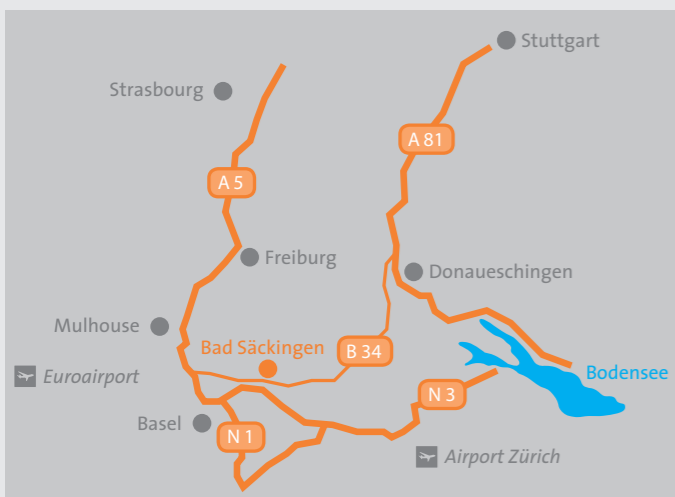 Stuttgart
Strasbourg
A 81
A 5
Freiburg
Donaueschingen
Mulhouse
Bad Säckingen
B 34
Euroairport
Bodensee
N 3
Basel
N 1
Airport Zürich